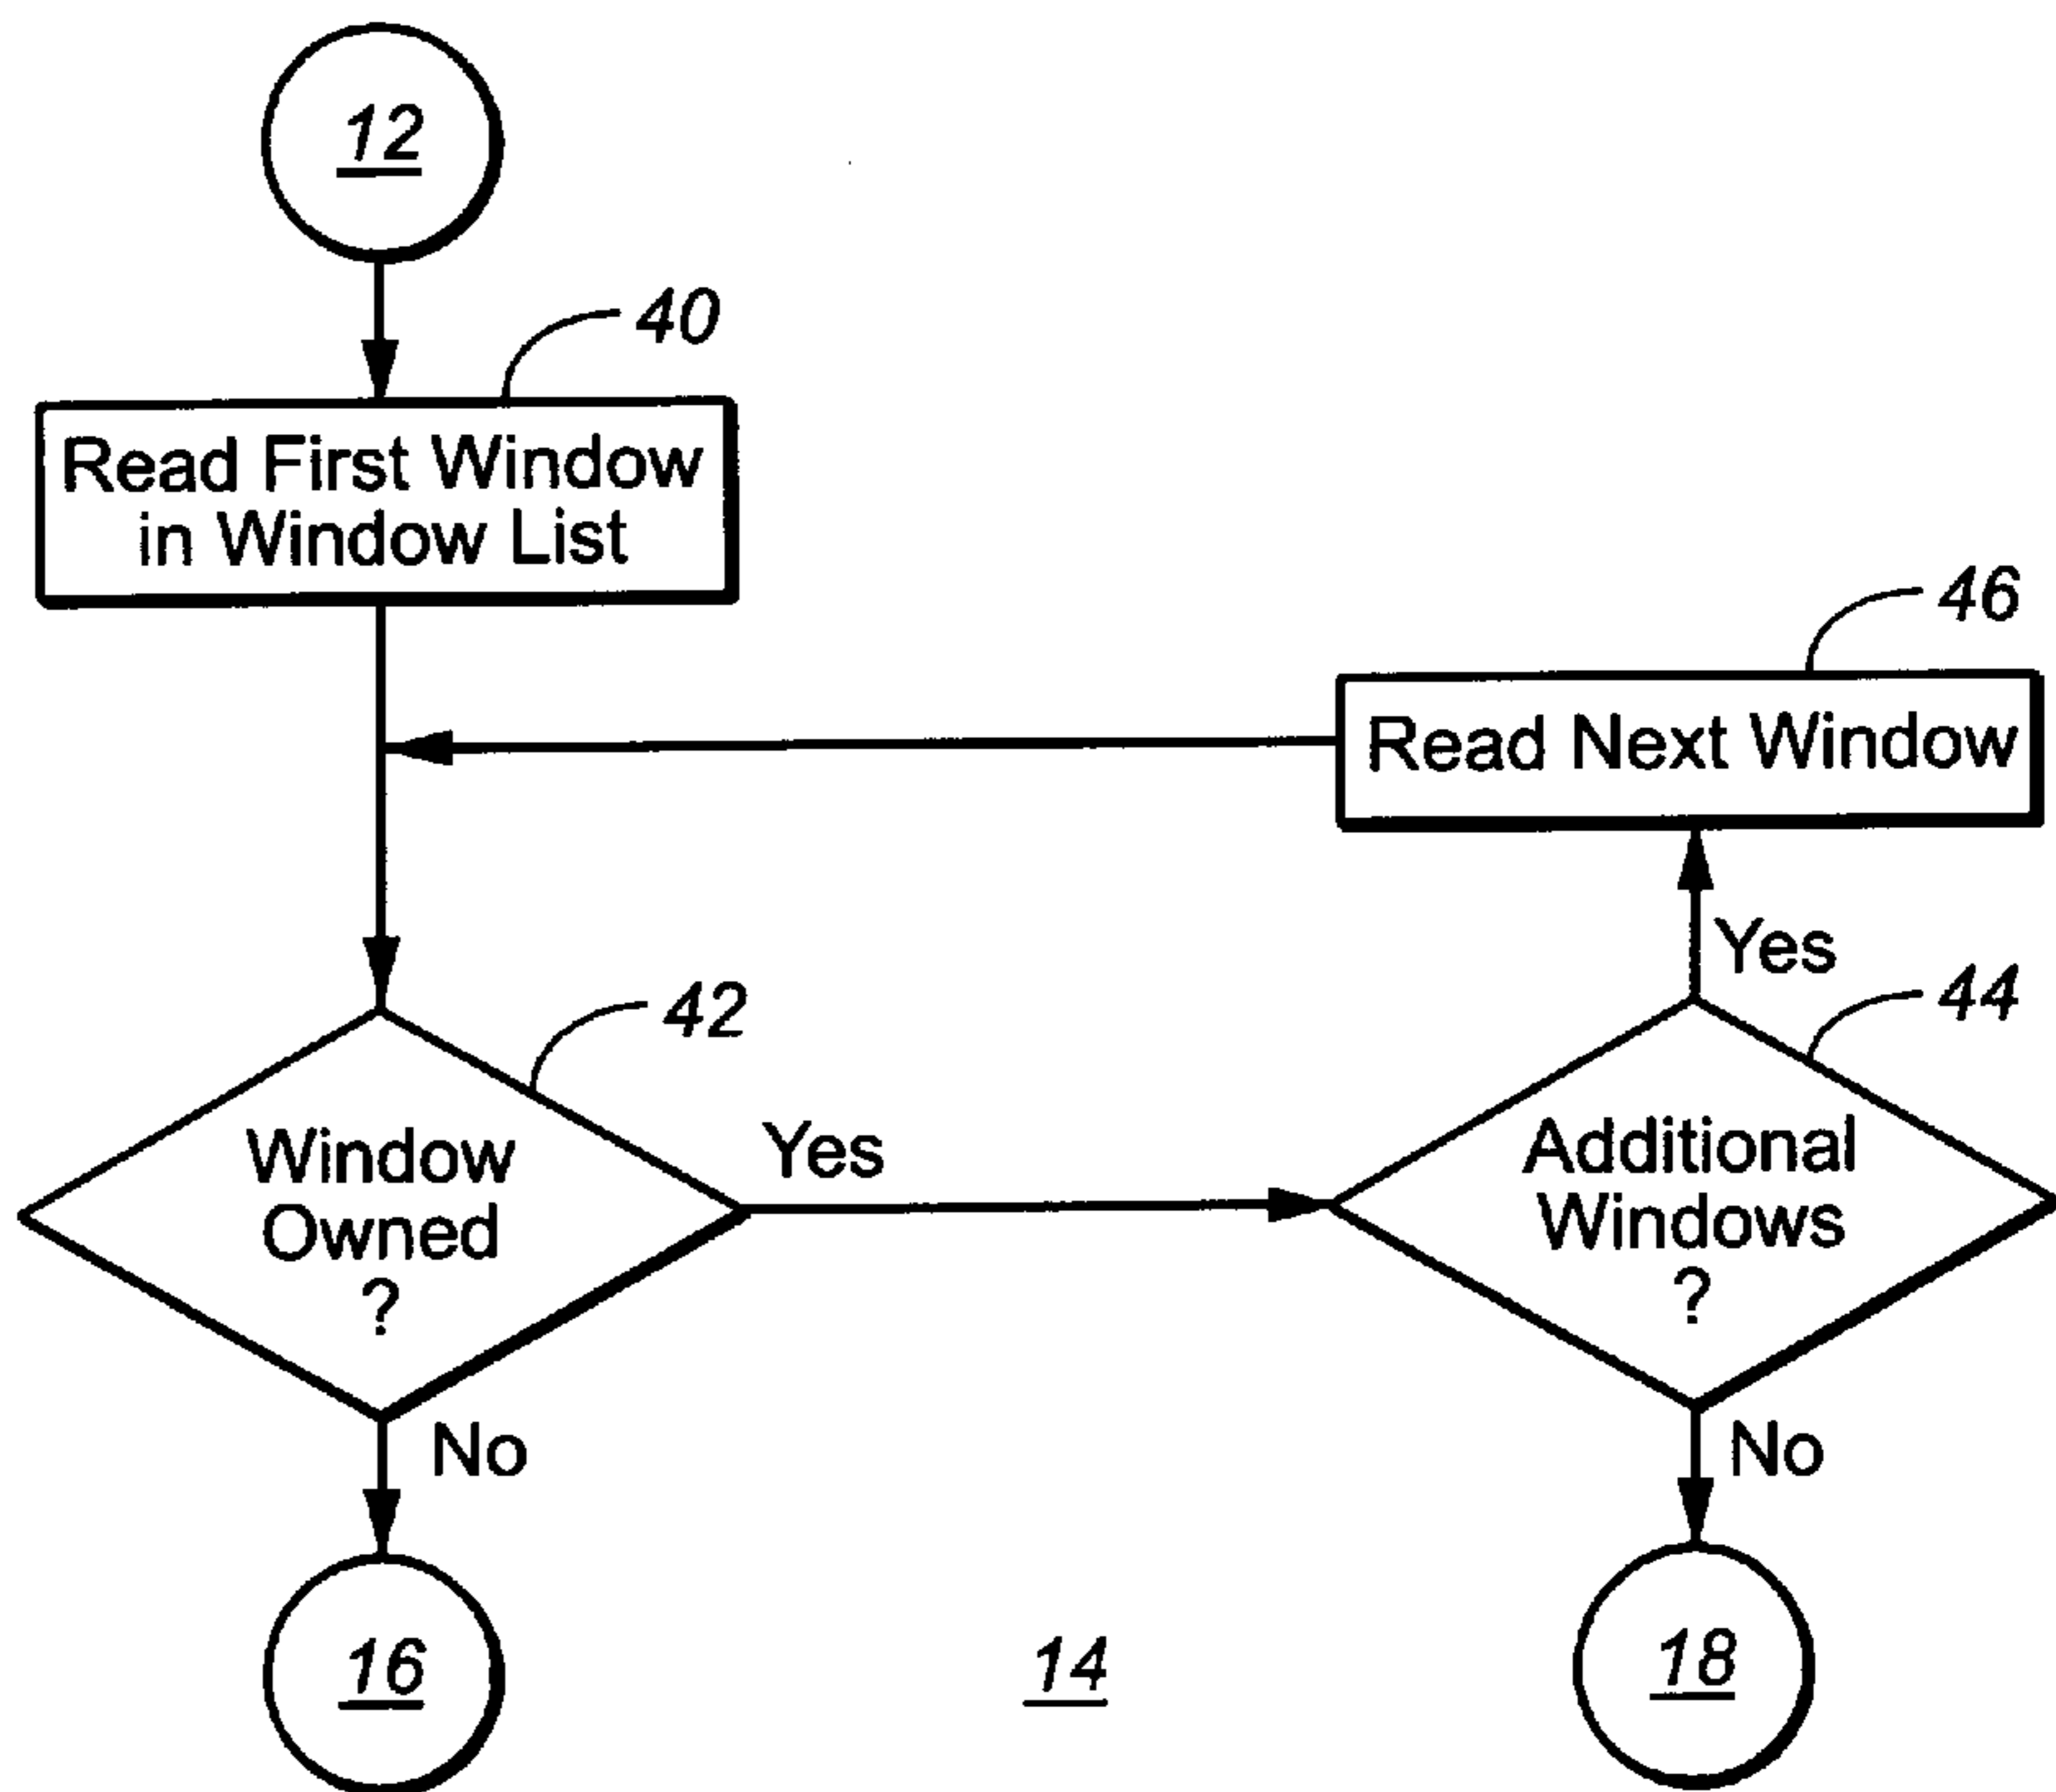 12
40
Read First Window
in Window List
46
Read Next Window
Yes
42
44
Window
Owned
?
Yes
Additional
Windows
?
No
No
16
14
18